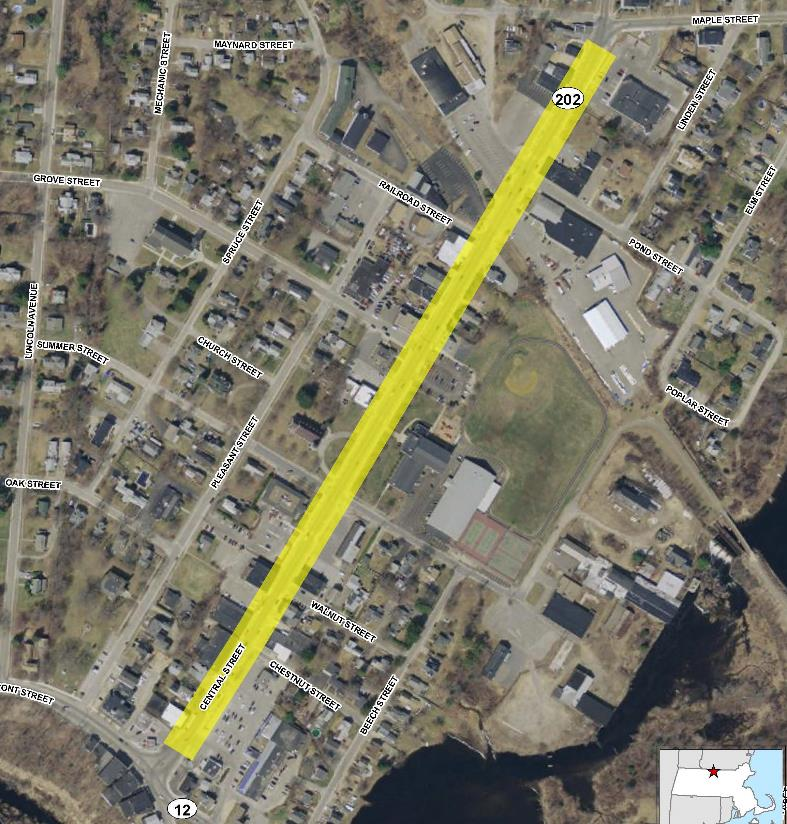 MAPLE STREET
MAYNARD STREET
MECHANIC STREET
LINDEN STREET
202
GROVE STREET
RAILROAD STREET
ELM STREET
SPRUCE STREET
POND STREET
LINCOLN AVENUE
SUMMER STREET
CHURCH STREET
POPLAR STREET
PLEASANT STREET
OAK STREET
WALNUT STREET
CENTRAL STREET
CHESTNUT STREET
BEECH STREET
ONT STREET
12